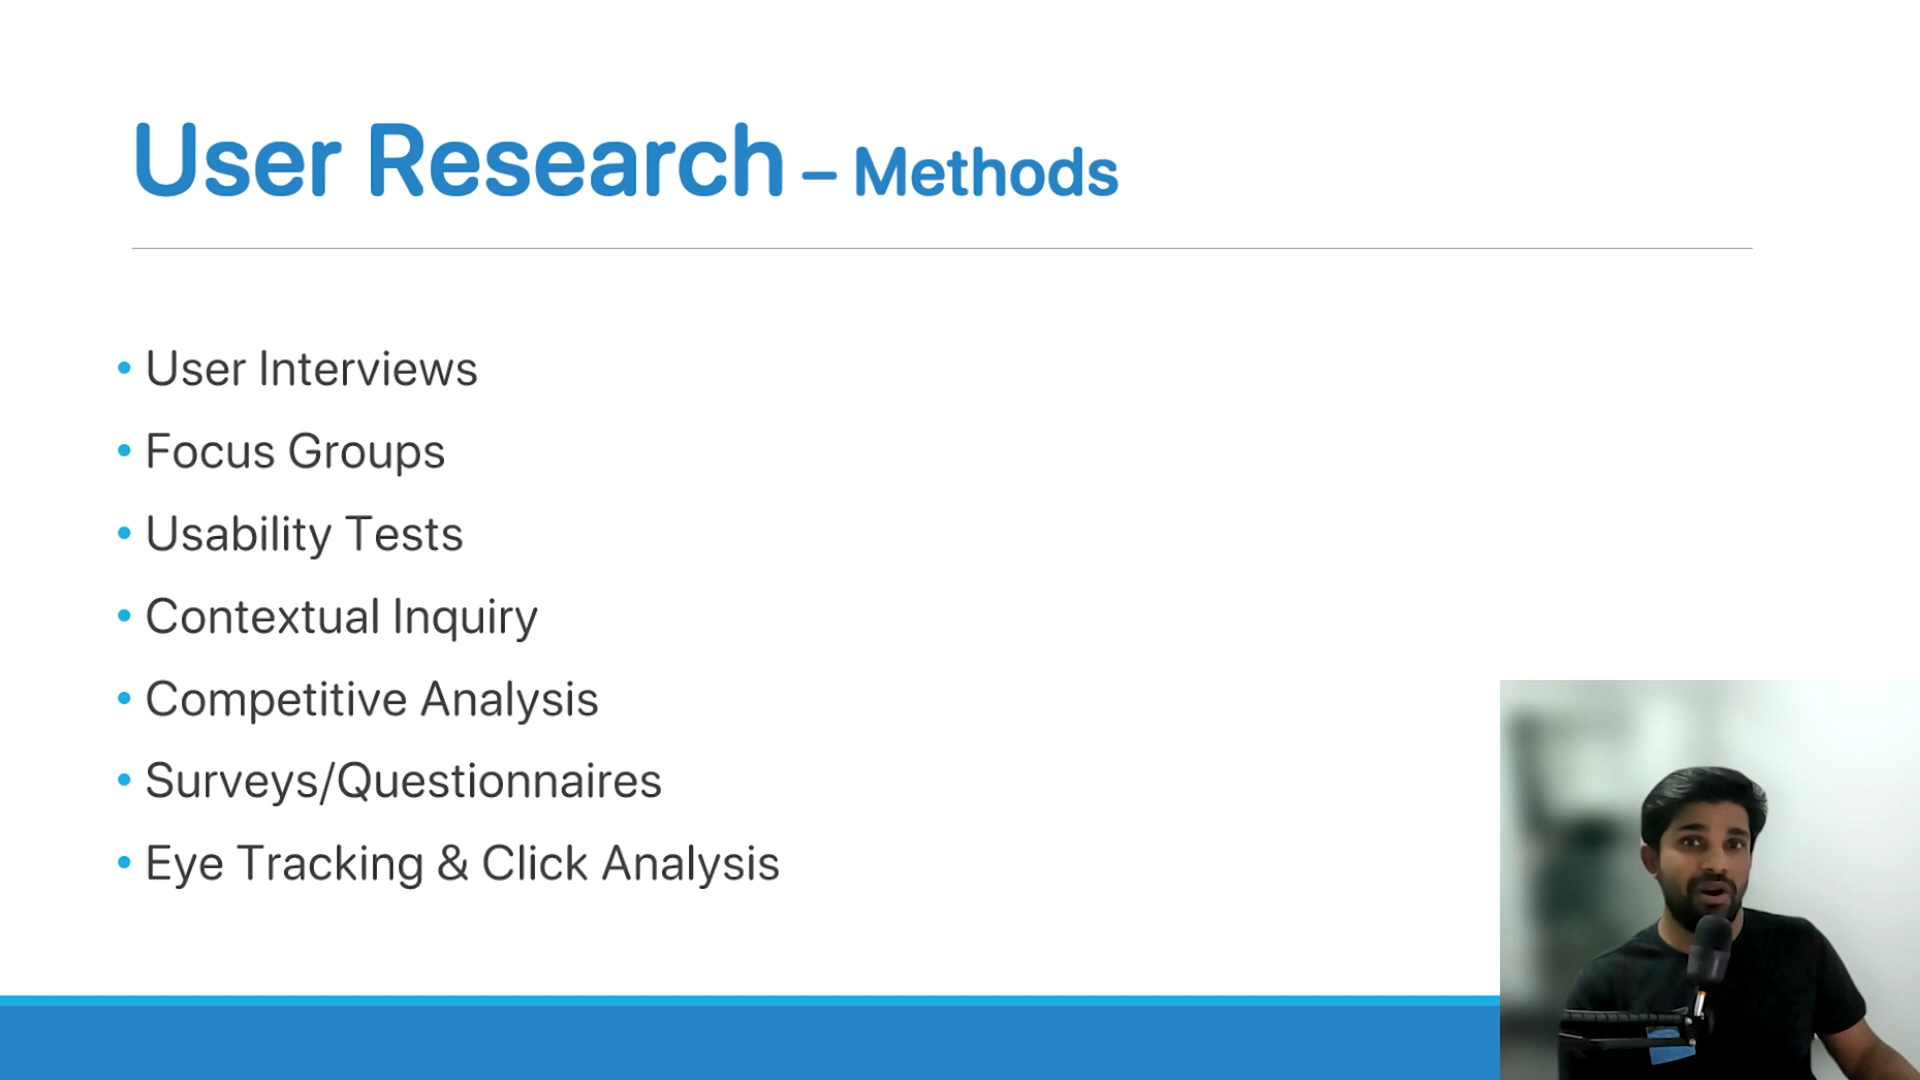 User Research – Methods
• User Interviews
• Focus Groups
• Usability Tests
• Contextual Inquiry
• Competitive Analysis
• Surveys/Questionnaires
• Eye Tracking & Click Analysis